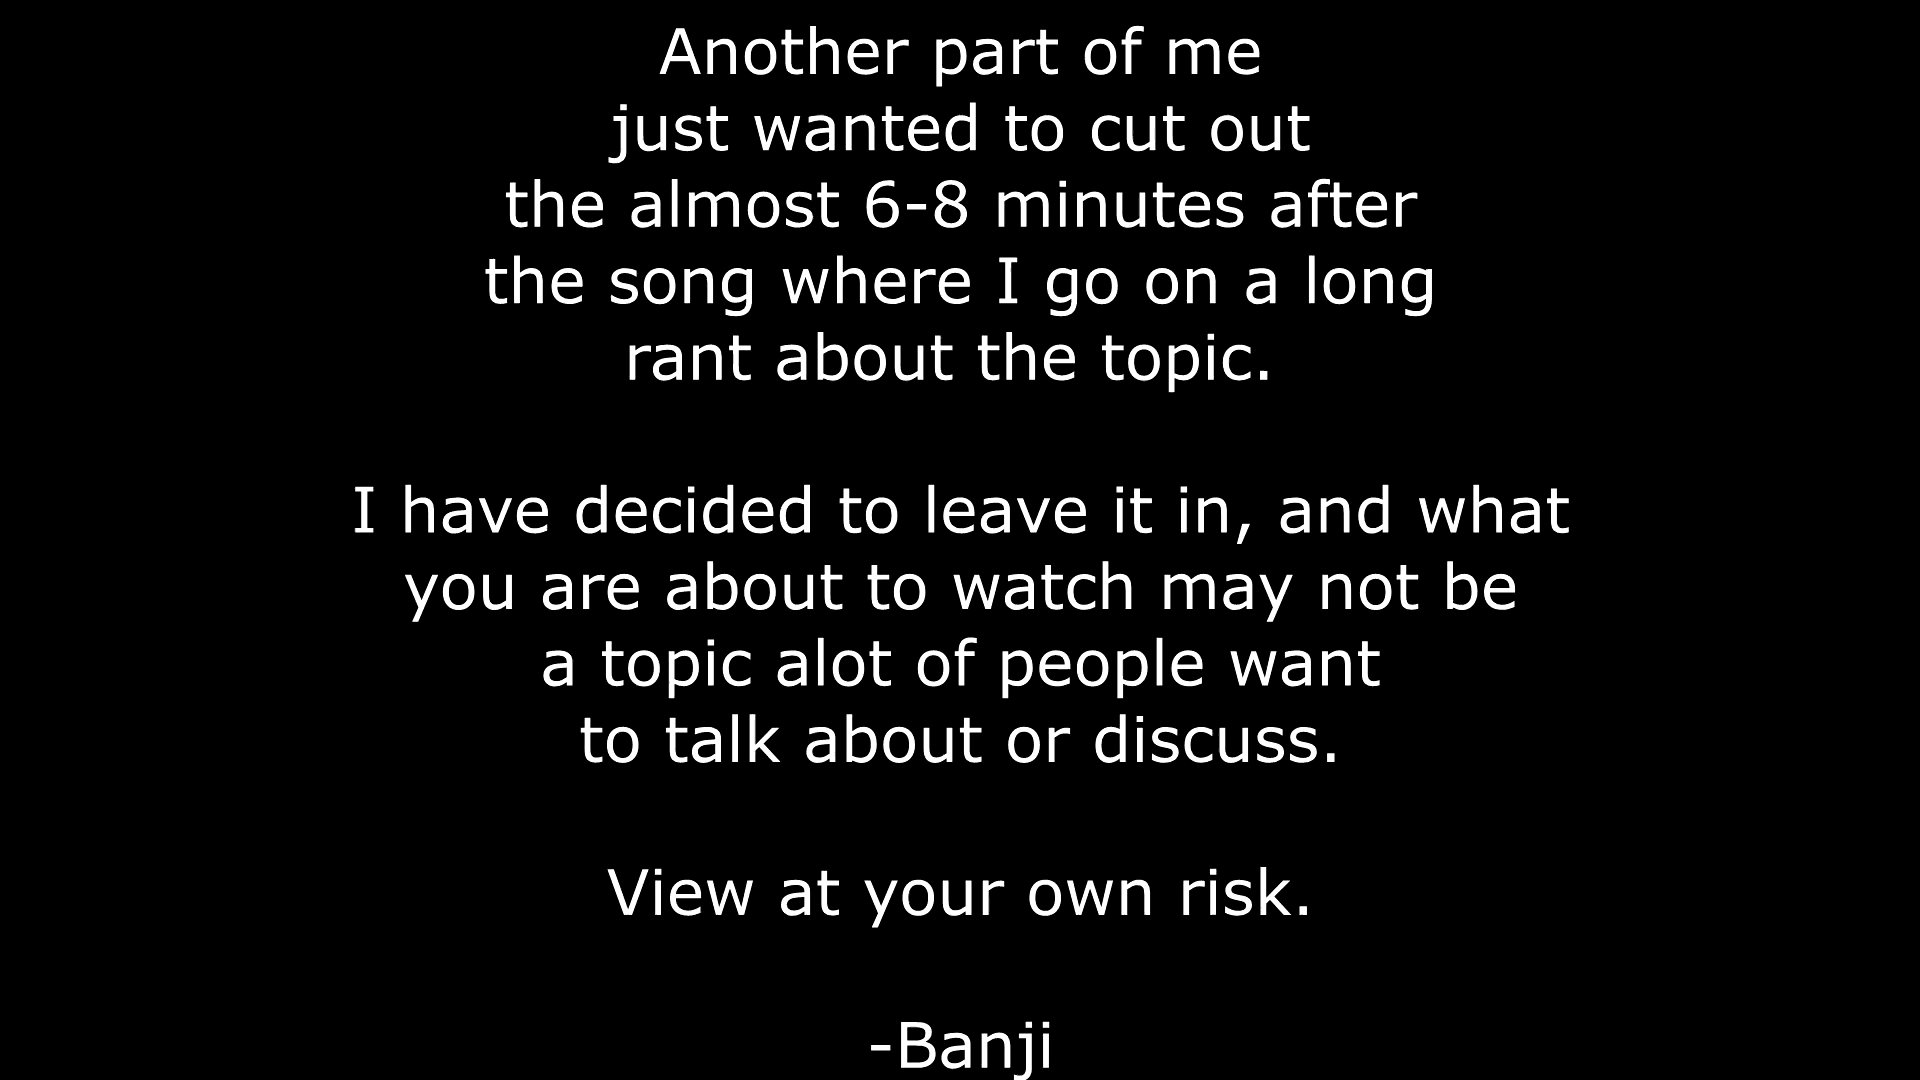 Another part of me
just wanted to cut out
the almost 6-8 minutes after
the song where I go on a long
rant about the topic.
I have decided to leave it in, and what
you are about to watch may not be
a topic alot of people want
to talk about or discuss.
View at your own risk.
-Banji